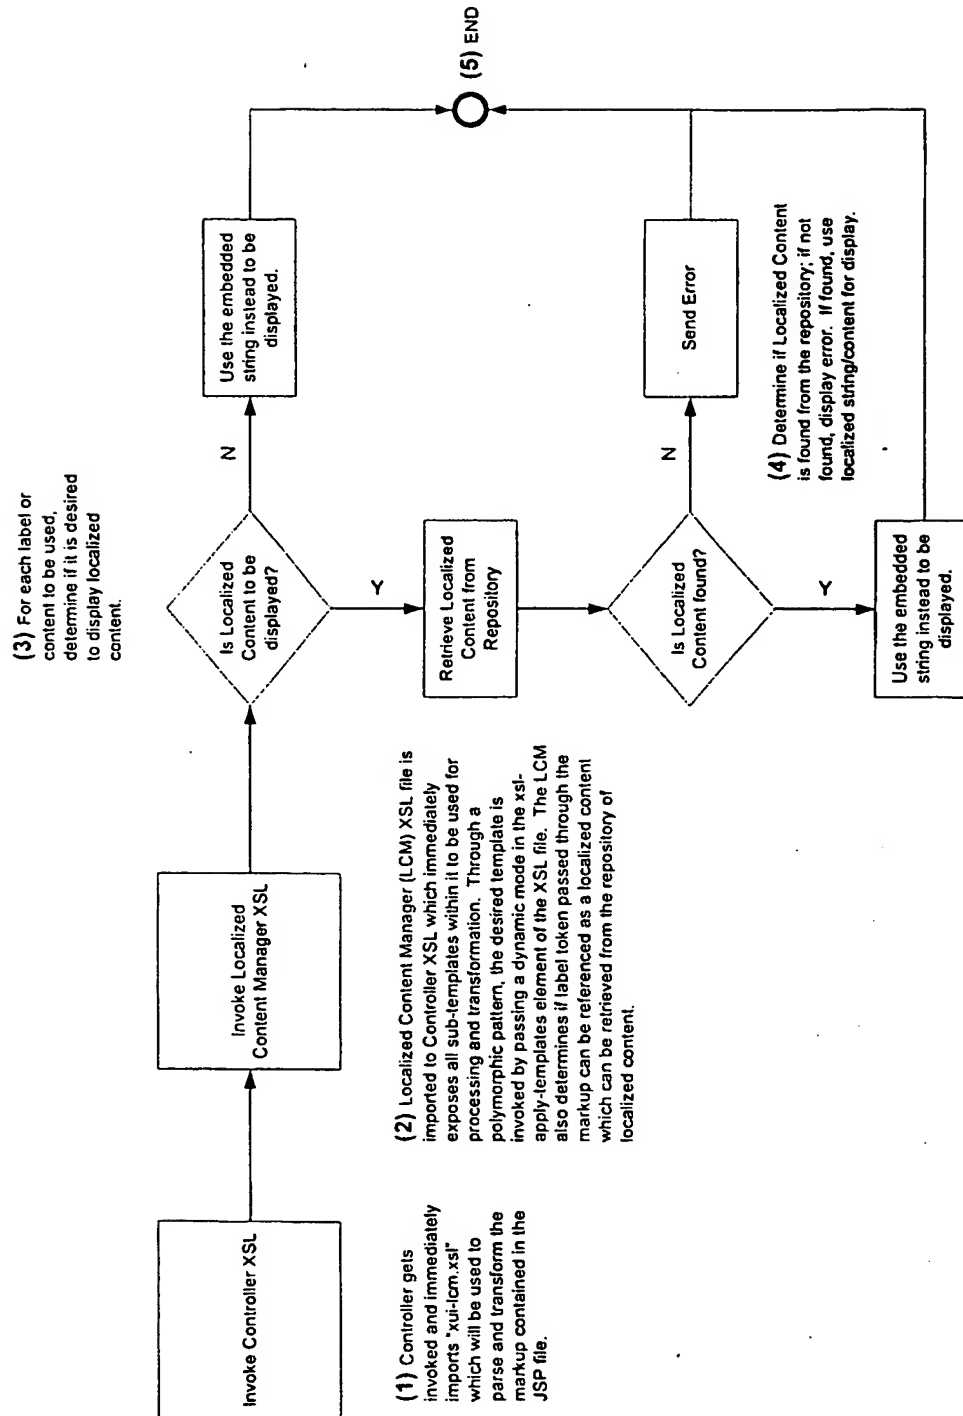 Invoke Controller XSL
(1) Controller gets
invoked and immediately
imports "xui-lcm.xsl"
which will be used to
parse and transform the
markup contained in the
JSP file.
Invoke Localized
Content Manager XSL
(2) Localized Content Manager (LCM) XSL file is
imported to Controller XSL which immediately
exposes all sub-templates within it to be used for
processing and transformation. Through a
polymorphic pattern, the desired template is
invoked by passing a dynamic mode in the xsl-
apply-templates element of the XSL file. The LCM
also determines if label token passed through the
markup can be referenced as a localized content
which can be retrieved from the repository of
localized content.
(3) For each label or
content to be used,
determine if it is desired
to display localized
content.
Is Localized
Content to be
displayed?
N
Use the embedded
string instead to be
displayed.
Y
Retrieve Localized
Content from
Repository
Is Localized
Content found?
N
Send Error
(4) Determine if Localized Content
is found from the repository; if not
found, display error. If found, use
localized string/content for display.
Y
Use the embedded
string instead to be
displayed.
(5) END